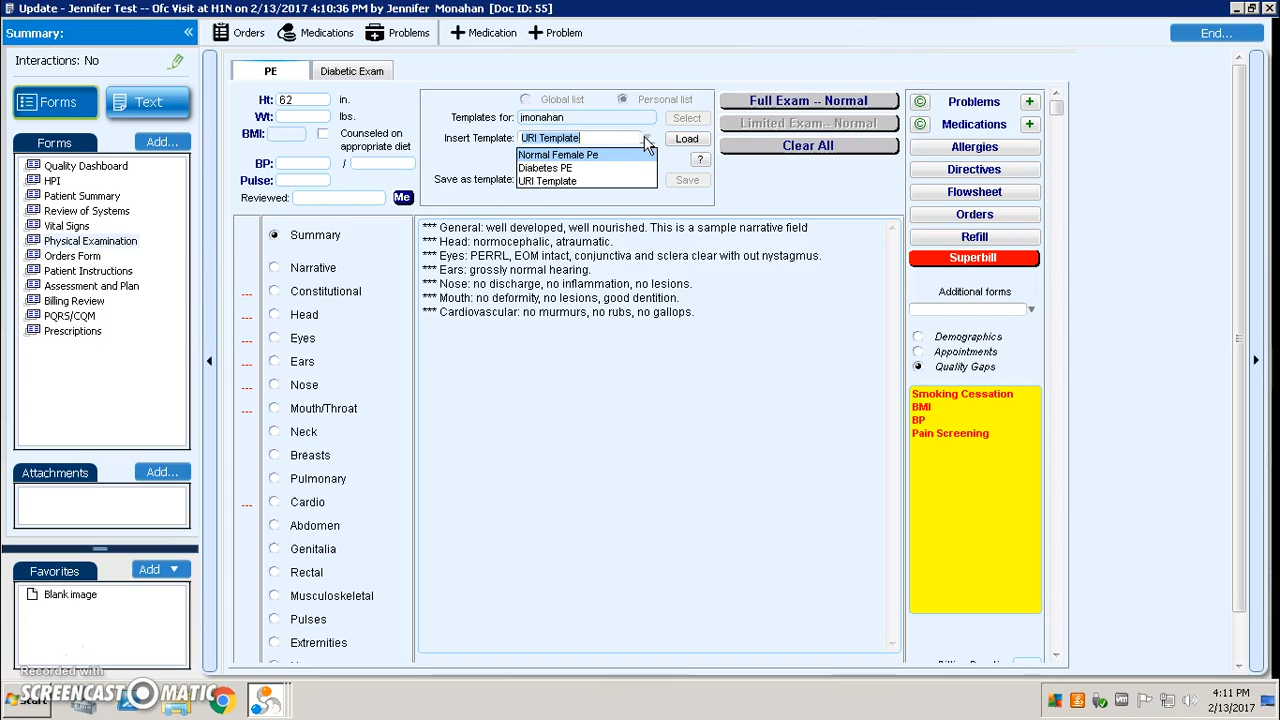 Update - Jennifer Test -- Ofc Visit at H1N on 2/13/2017 4:10:36 PM by Jennifer Monahan [Doc ID: 55]
Summary:
Orders
Medications
Problems
Medication
Problem
End...
Interactions: No
Forms
Text
Forms
Add...
Quality Dashboard
HPI
Patient Summary
Review of Systems
Vital Signs
Physical Examination
Orders Form
Patient Instructions
Assessment and Plan
Billing Review
PQRS/CQM
Prescriptions
Attachments
Add...
Favorites
Add
Blank image
PE
Diabetic Exam
Ht: 62 in.
Wt: lbs.
BMI: Counseled on
appropriate diet
BP: /
Pulse:
Reviewed: Me
Global list
Personal list
Templates for: jmonahan Select
Insert Template: URI Template Load
Normal Female Pe
Diabetes PE
URI Template
?
Save as template: Save
Full Exam -- Normal
Limited Exam--Normal
Clear All
Summary
Narrative
--- Constitutional
--- Head
--- Eyes
--- Ears
--- Nose
--- Mouth/Throat
Neck
Breasts
Pulmonary
--- Cardio
Abdomen
Genitalia
Rectal
Musculoskeletal
Pulses
Extremities
*** General: well developed, well nourished. This is a sample narrative field
*** Head: normocephalic, atraumatic.
*** Eyes: PERRL, EOM intact, conjunctiva and sclera clear with out nystagmus.
*** Ears: grossly normal hearing.
*** Nose: no discharge, no inflammation, no lesions.
*** Mouth: no deformity, no lesions, good dentition.
*** Cardiovascular: no murmurs, no rubs, no gallops.
© Problems +
© Medications +
Allergies
Directives
Flowsheet
Orders
Refill
Superbill
Additional forms
Demographics
Appointments
Quality Gaps
Smoking Cessation
BMI
BP
Pain Screening
Recorded with
SCREENCAST MATIC
Start
4:11 PM
2/13/2017